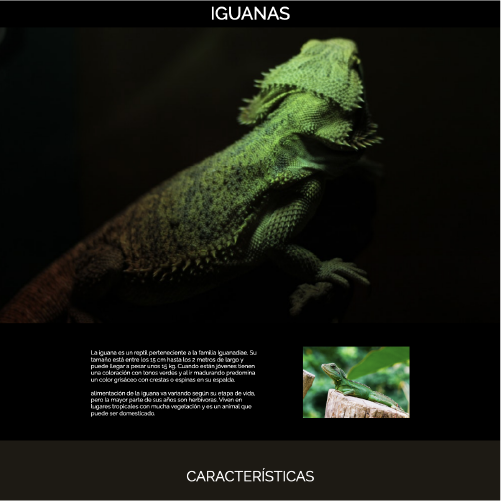 IGUANAS
La iguana es un reptil perteneciente a la familia Iguanadiae. Su
tamaño está entre los 15 cm hasta los 2 metros de largo y
puede llegar a pesar unos 15 kg. Cuando están jóvenes tienen
una coloración con tonos verdes y al ir madurando predomina
un color grisáceo con crestas o espinas en su espalda.
alimentación de la iguana va variando según su etapa de vida,
pero la mayor parte de sus años son herbívoras. Viven en
lugares tropicales con mucha vegetación y es un animal que
puede ser domesticado.
CARACTERÍSTICAS